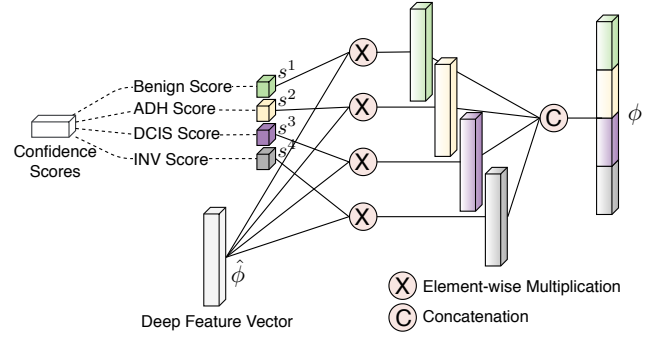 Benign Score
s¹
ADH Score
s²
DCIS Score
s³
INV Score
s⁴
Confidence
Scores
X
X
X
X
C
ϕ
ϕ̂
Deep Feature Vector
X Element-wise Multiplication
C Concatenation